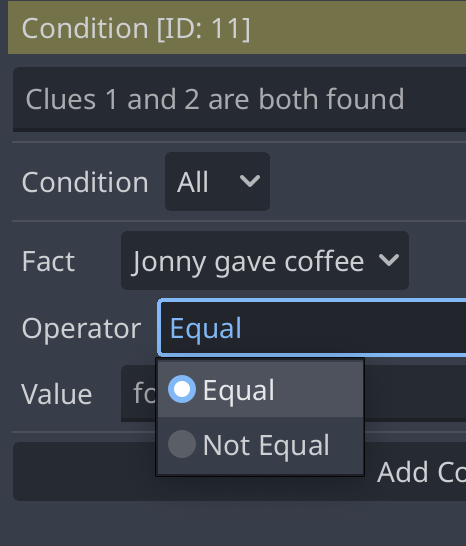 Condition [ID: 11]
Clues 1 and 2 are both found
Condition All
Fact Jonny gave coffee
Operator Equal
Value
Equal
Not Equal
Add